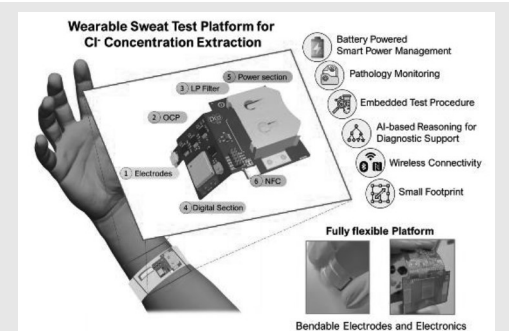 Wearable Sweat Test Platform for
Cl⁻ Concentration Extraction
Battery Powered
Smart Power Management
Pathology Monitoring
Embedded Test Procedure
AI-based Reasoning for
Diagnostic Support
Wireless Connectivity
Small Footprint
5 Power section
3 LP Filter
2 OCP
1 Electrodes
6 NFC
4 Digital Section
Fully flexible Platform
Bendable Electrodes and Electronics